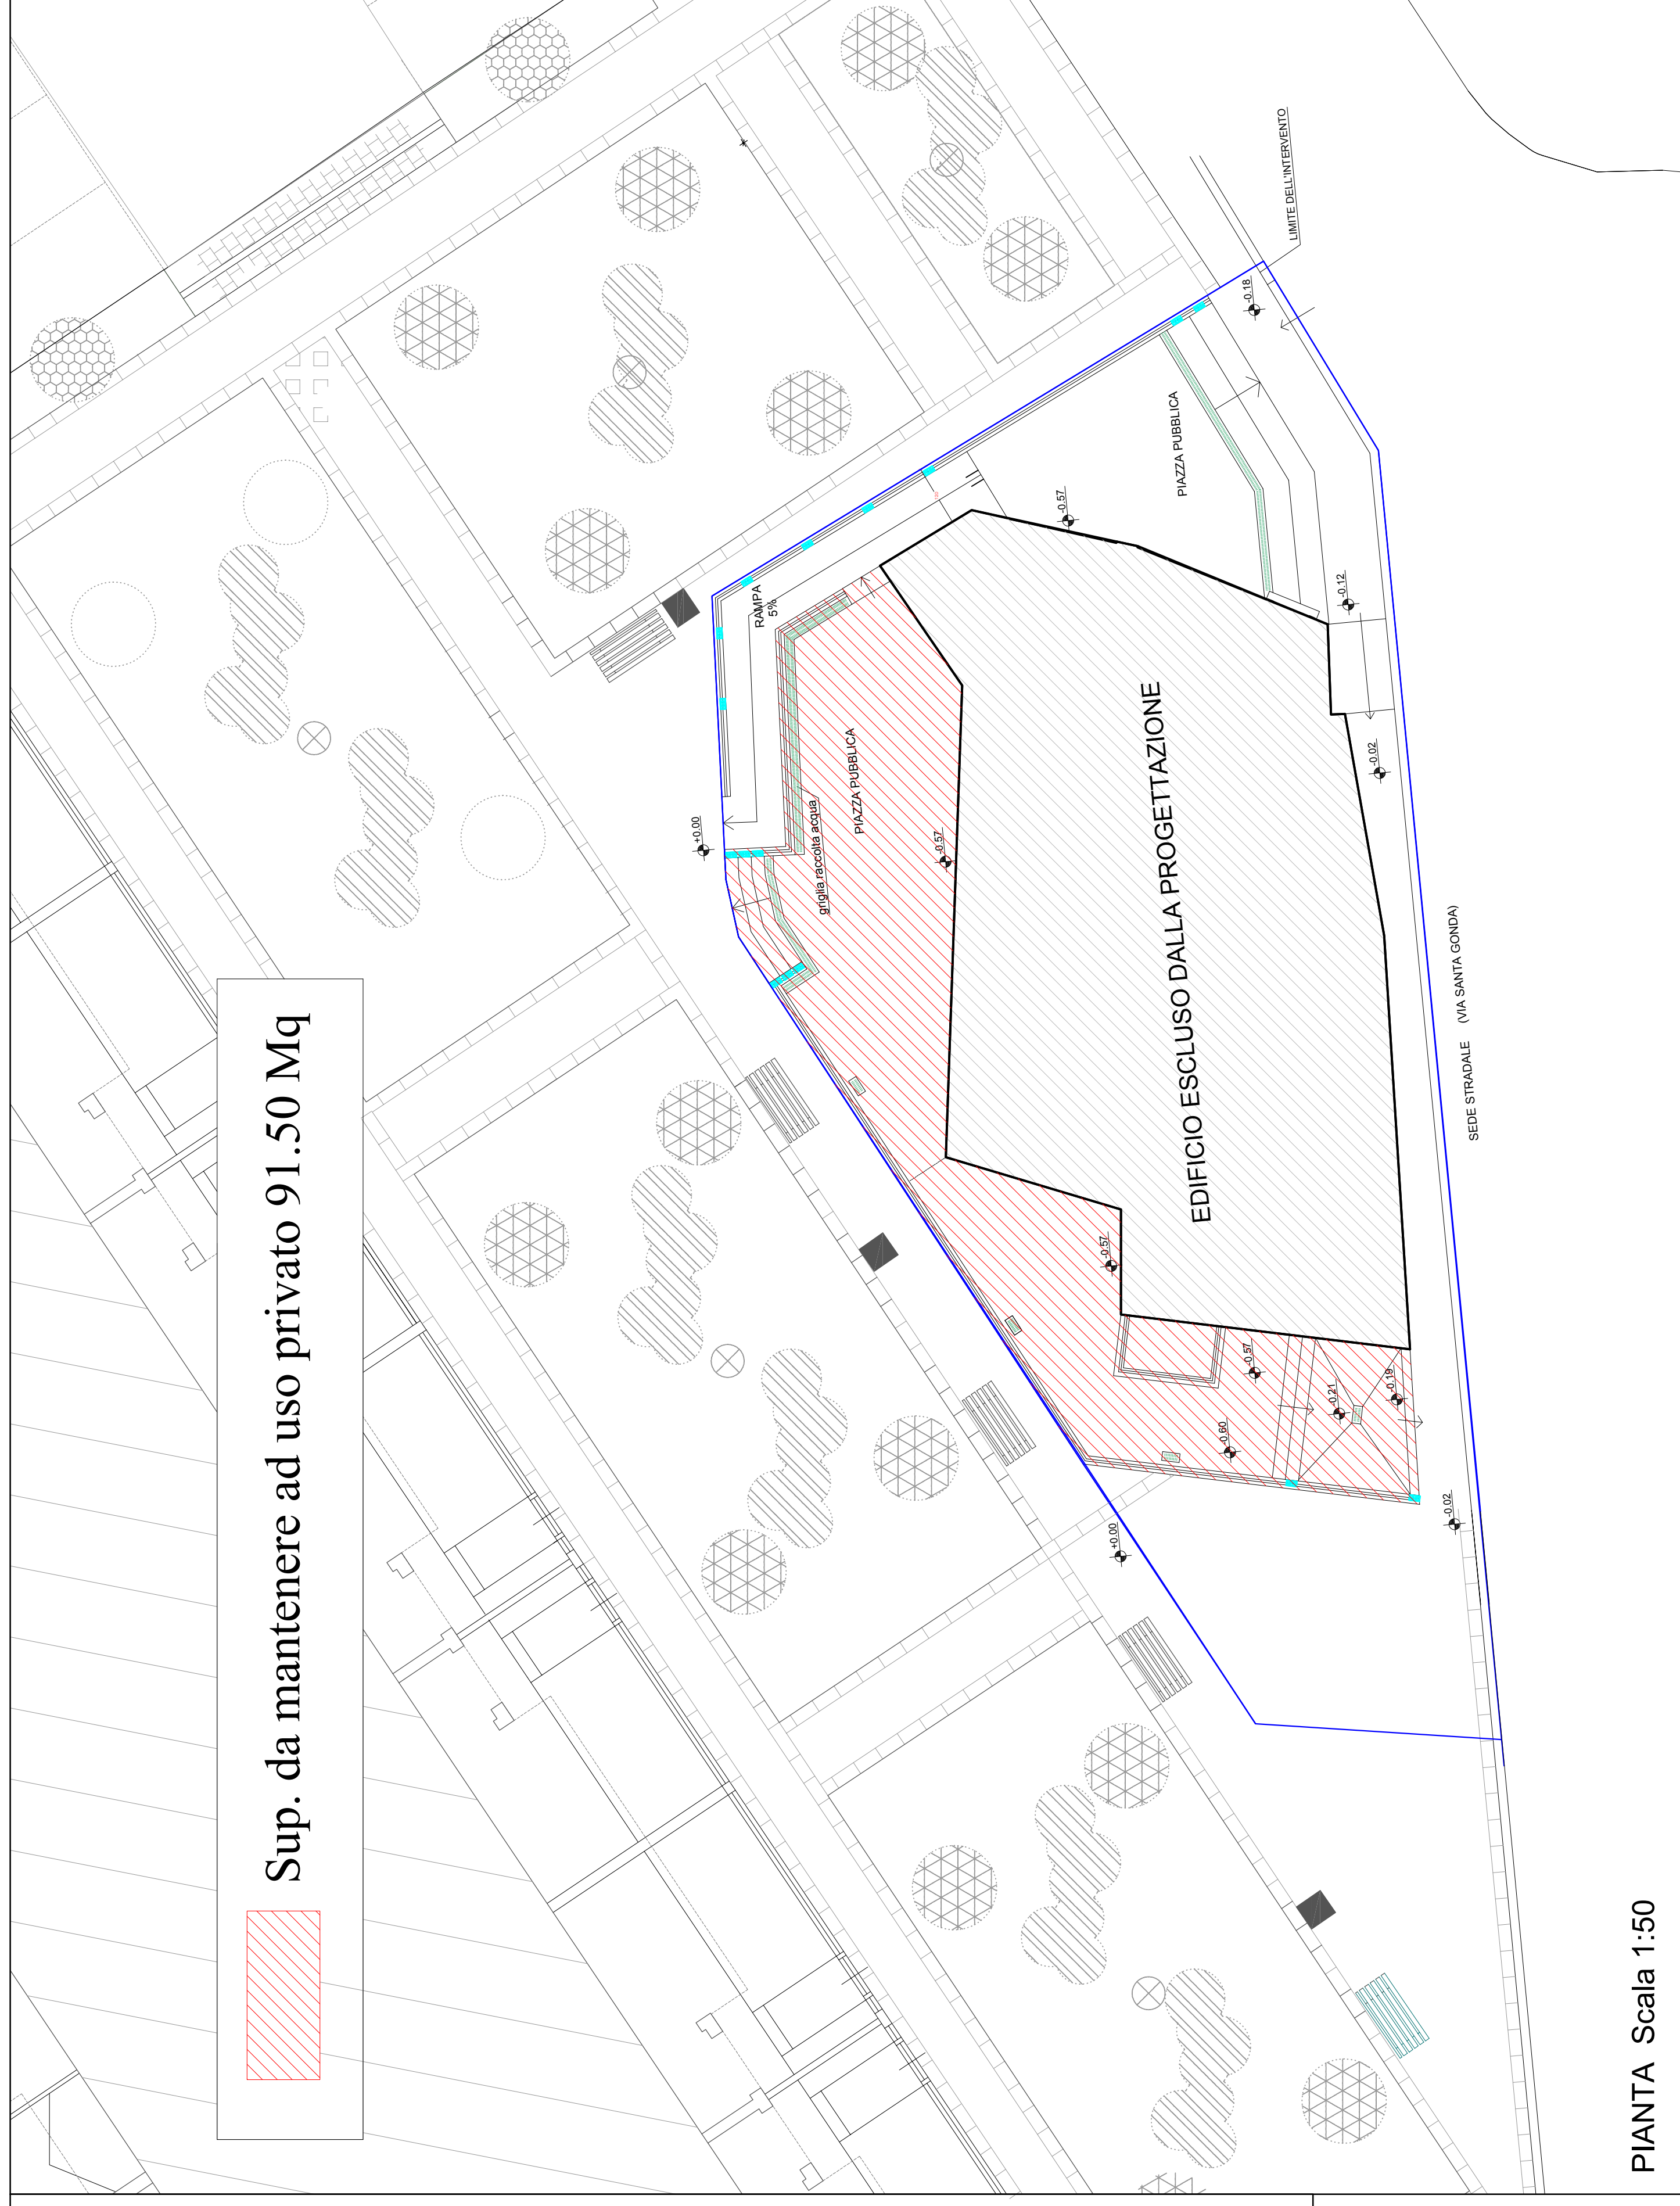 Sup. da mantenere ad uso privato 91.50 Mq
+0.00
RAMPA
5%
griglia raccolta acqua
PIAZZA PUBBLICA
-0.57
-0.57
PIAZZA PUBBLICA
-0.18
LIMITE DELL'INTERVENTO
-0.12
-0.02
EDIFICIO ESCLUSO DALLA PROGETTAZIONE
-0.57
-0.57
-0.60
-0.21
-0.19
+0.00
-0.02
SEDE STRADALE (VIA SANTA GONDA)
PIANTA Scala 1:50